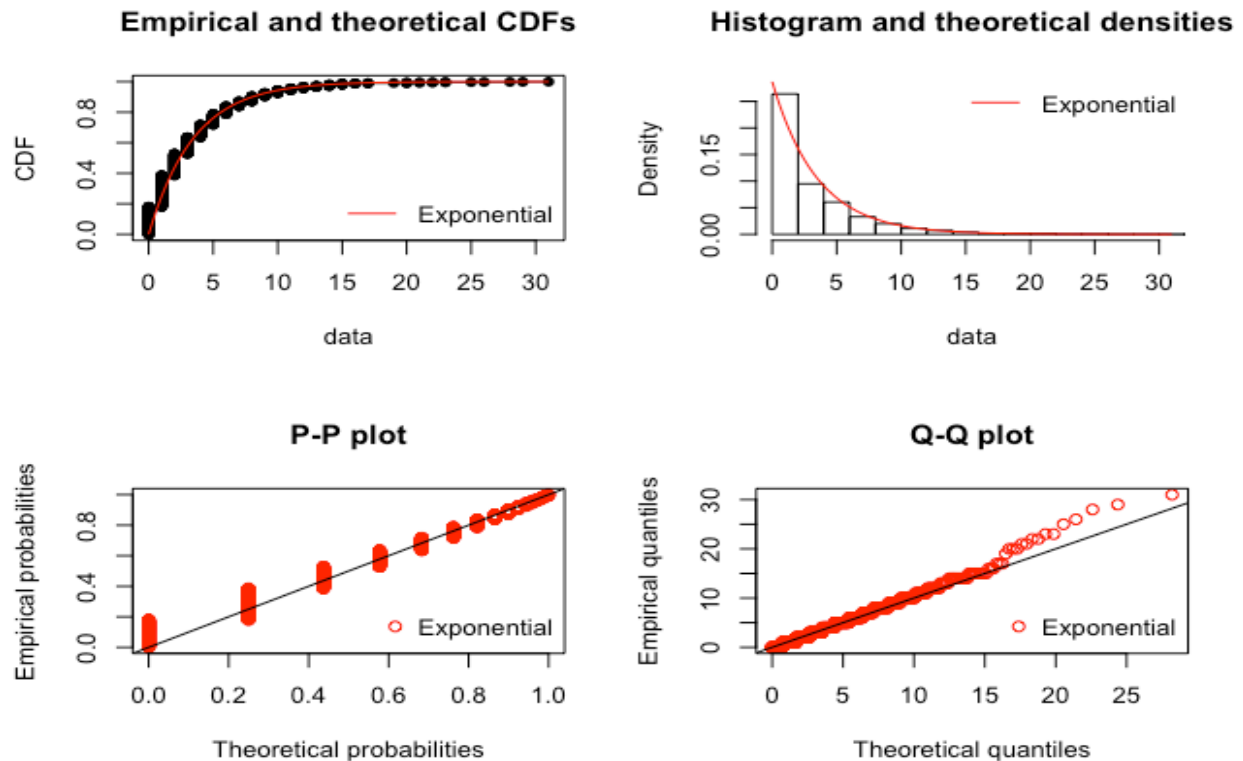 Empirical and theoretical CDFs
CDF
0.0 0.4 0.8
Exponential
0 5 10 15 20 25 30
data
Histogram and theoretical densities
Density
0.00 0.15
Exponential
0 5 10 15 20 25 30
data
P-P plot
Empirical probabilities
0.0 0.4 0.8
Exponential
0.0 0.2 0.4 0.6 0.8 1.0
Theoretical probabilities
Q-Q plot
Empirical quantiles
0 10 20 30
Exponential
0 5 10 15 20 25
Theoretical quantiles